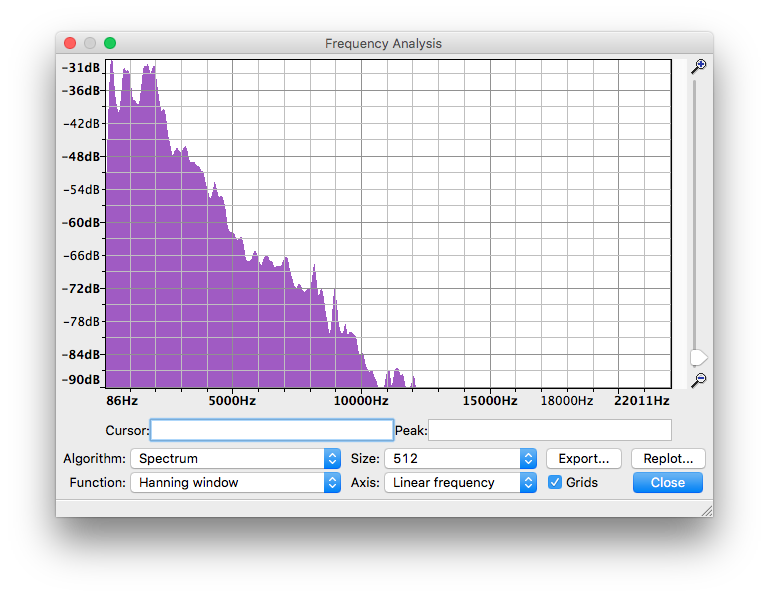 Frequency Analysis
-31dB
-36dB
-42dB
-48dB
-54dB
-60dB
-66dB
-72dB
-78dB
-84dB
-90dB
86Hz 5000Hz 10000Hz 15000Hz 18000Hz 22011Hz
Cursor: Peak:
Algorithm: Spectrum Size: 512 Export... Replot...
Function: Hanning window Axis: Linear frequency Grids Close